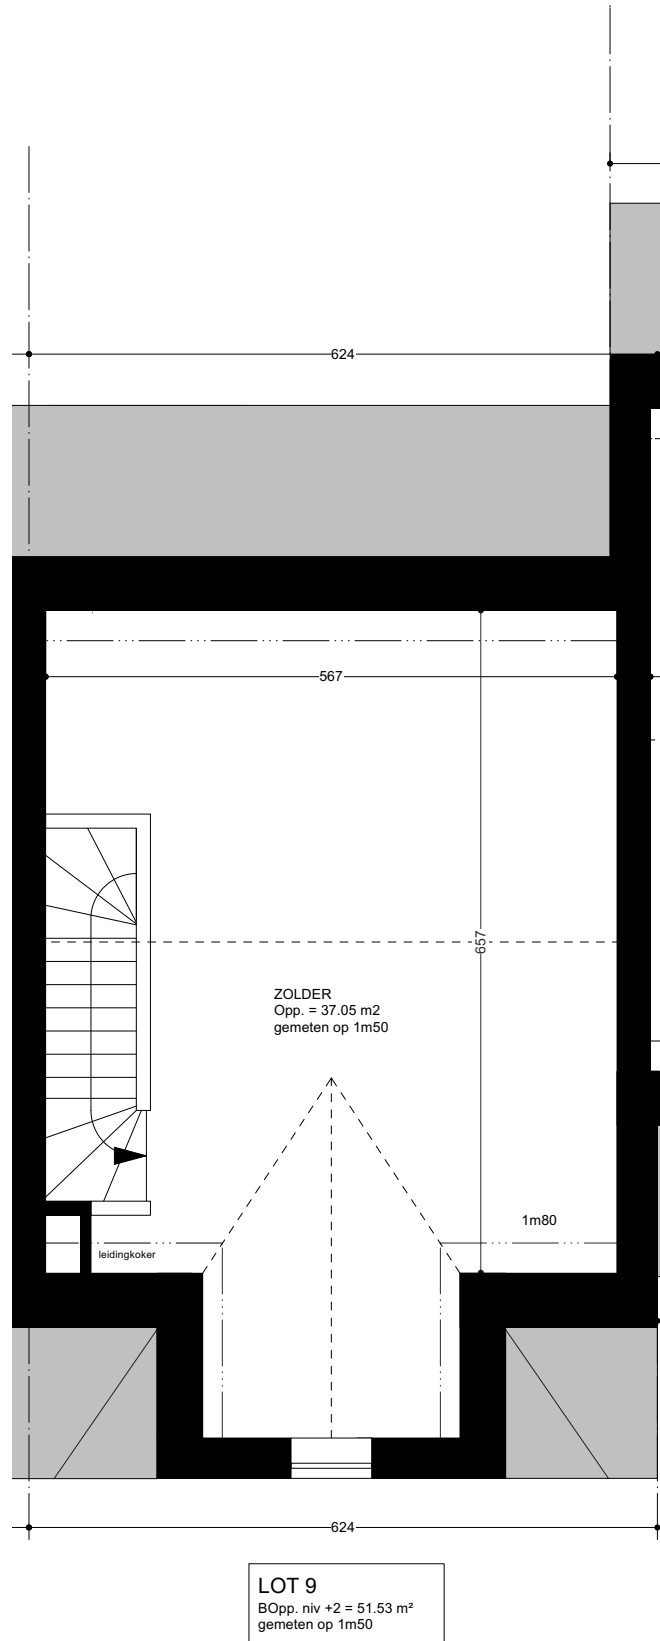 624
567
657
ZOLDER
Opp. = 37.05 m2
gemeten op 1m50
1m80
leidingkoker
624
LOT 9
BOpp. niv +2 = 51.53 m²
gemeten op 1m50